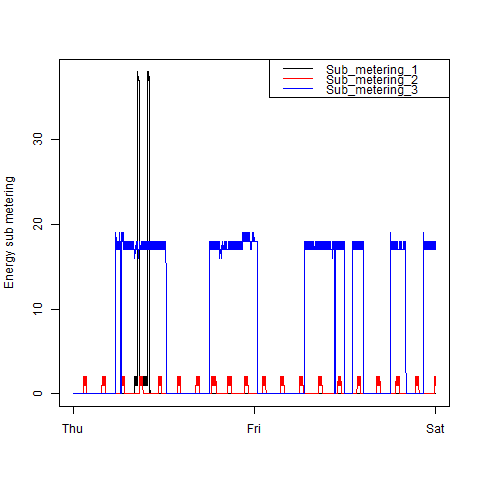 Sub_metering_1
Sub_metering_2
Sub_metering_3
Energy sub metering
30
20
10
0
Thu Fri Sat